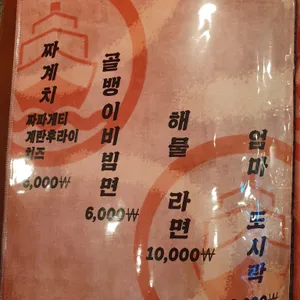 짜계치
짜파게티
계란후라이
치즈
6,000₩
골뱅이비빔면
6,000₩
해물 라면
10,000₩
엄마 도시락